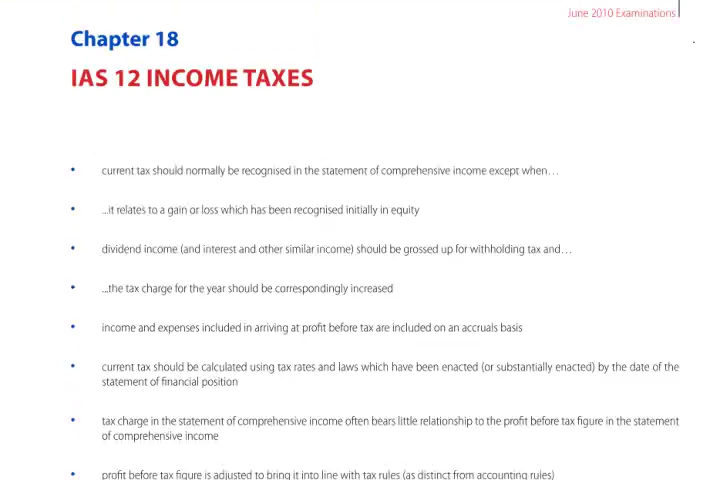 June 2010 Examinations
Chapter 18
IAS 12 INCOME TAXES
• current tax should normally be recognised in the statement of comprehensive income except when…
• ...it relates to a gain or loss which has been recognised initially in equity
• dividend income (and interest and other similar income) should be grossed up for withholding tax and…
• ...the tax charge for the year should be correspondingly increased
• income and expenses included in arriving at profit before tax are included on an accruals basis
• current tax should be calculated using tax rates and laws which have been enacted (or substantially enacted) by the date of the
statement of financial position
• tax charge in the statement of comprehensive income often bears little relationship to the profit before tax figure in the statement
of comprehensive income
• profit before tax figure is adjusted to bring it into line with tax rules (as distinct from accounting rules)